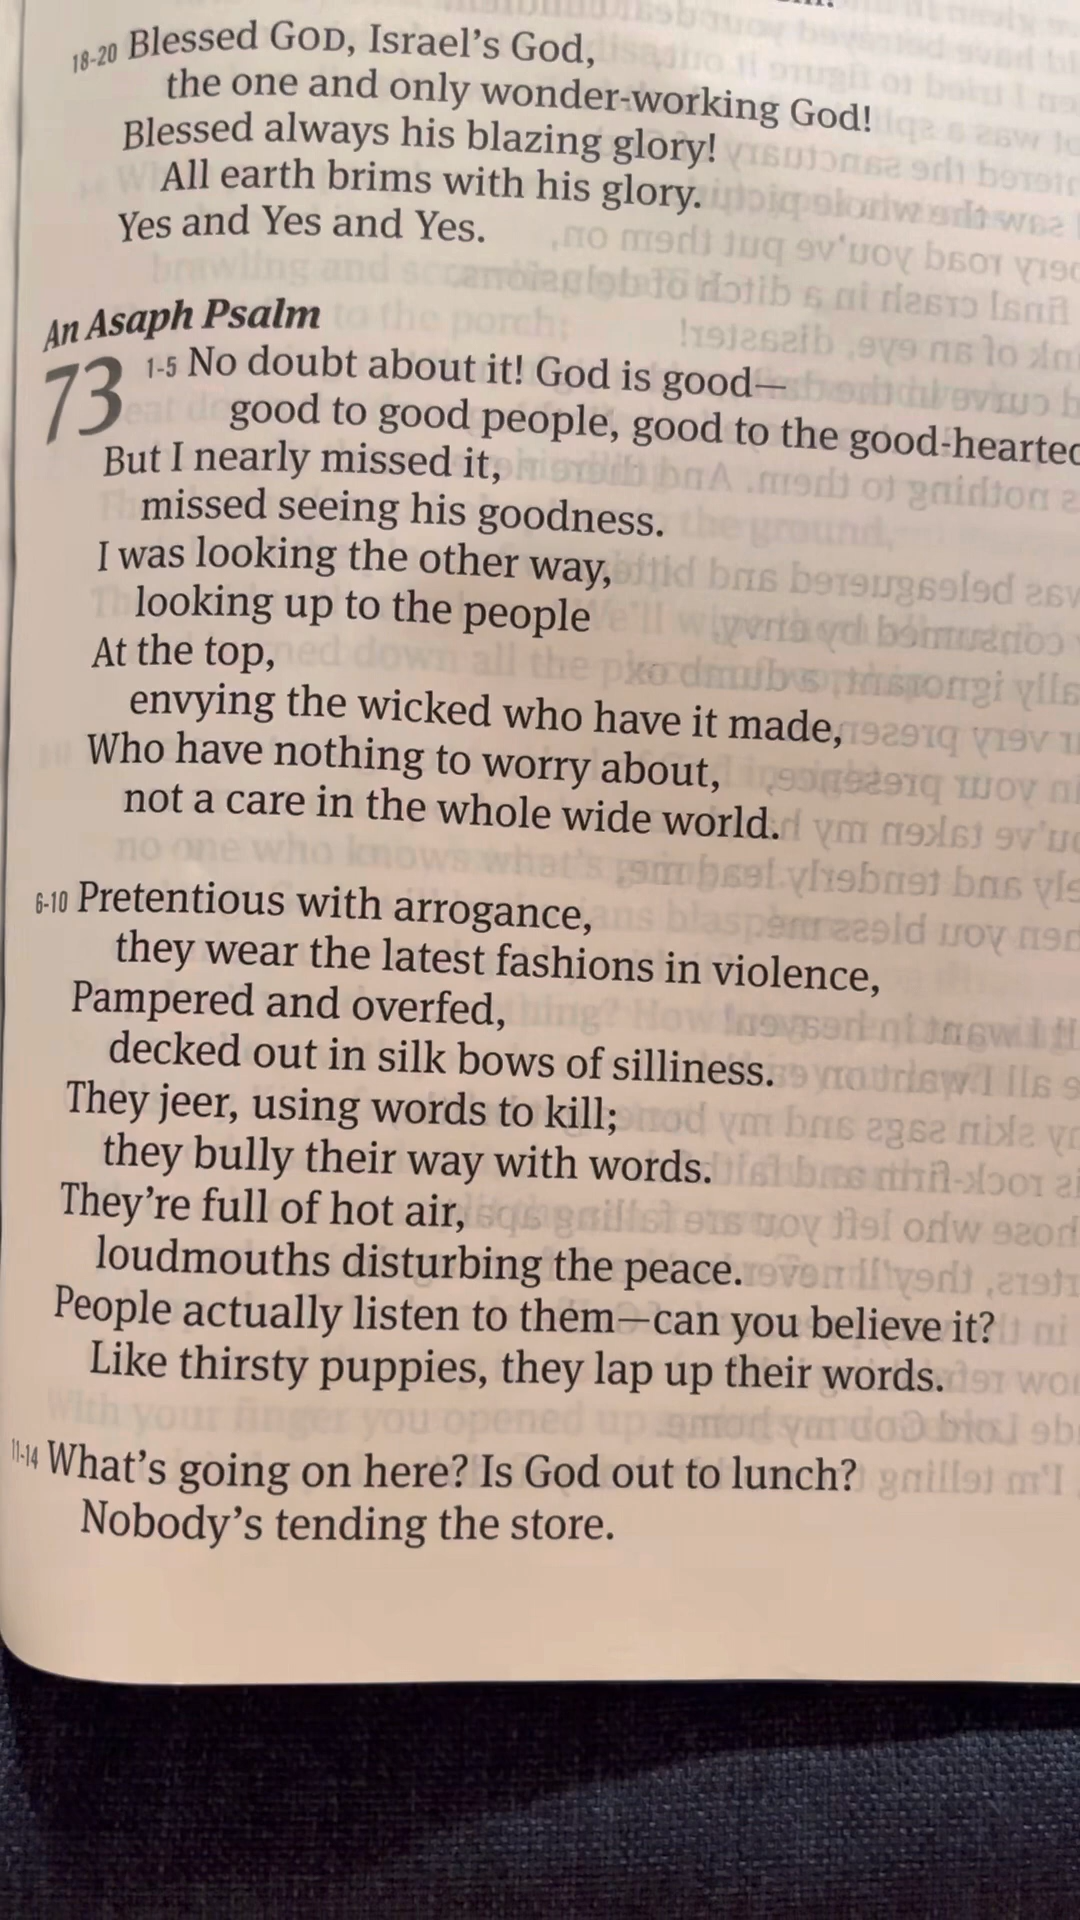 18-20 Blessed GOD, Israel's God,
the one and only wonder-working God!
Blessed always his blazing glory!
All earth brims with his glory.
Yes and Yes and Yes.
An Asaph Psalm
73 1-5 No doubt about it! God is good—
good to good people, good to the good-hearted
But I nearly missed it,
missed seeing his goodness.
I was looking the other way,
looking up to the people
At the top,
envying the wicked who have it made,
Who have nothing to worry about,
not a care in the whole wide world.
6-10 Pretentious with arrogance,
they wear the latest fashions in violence,
Pampered and overfed,
decked out in silk bows of silliness.
They jeer, using words to kill;
they bully their way with words.
They're full of hot air,
loudmouths disturbing the peace.
People actually listen to them—can you believe it?
Like thirsty puppies, they lap up their words.
11-14 What's going on here? Is God out to lunch?
Nobody's tending the store.